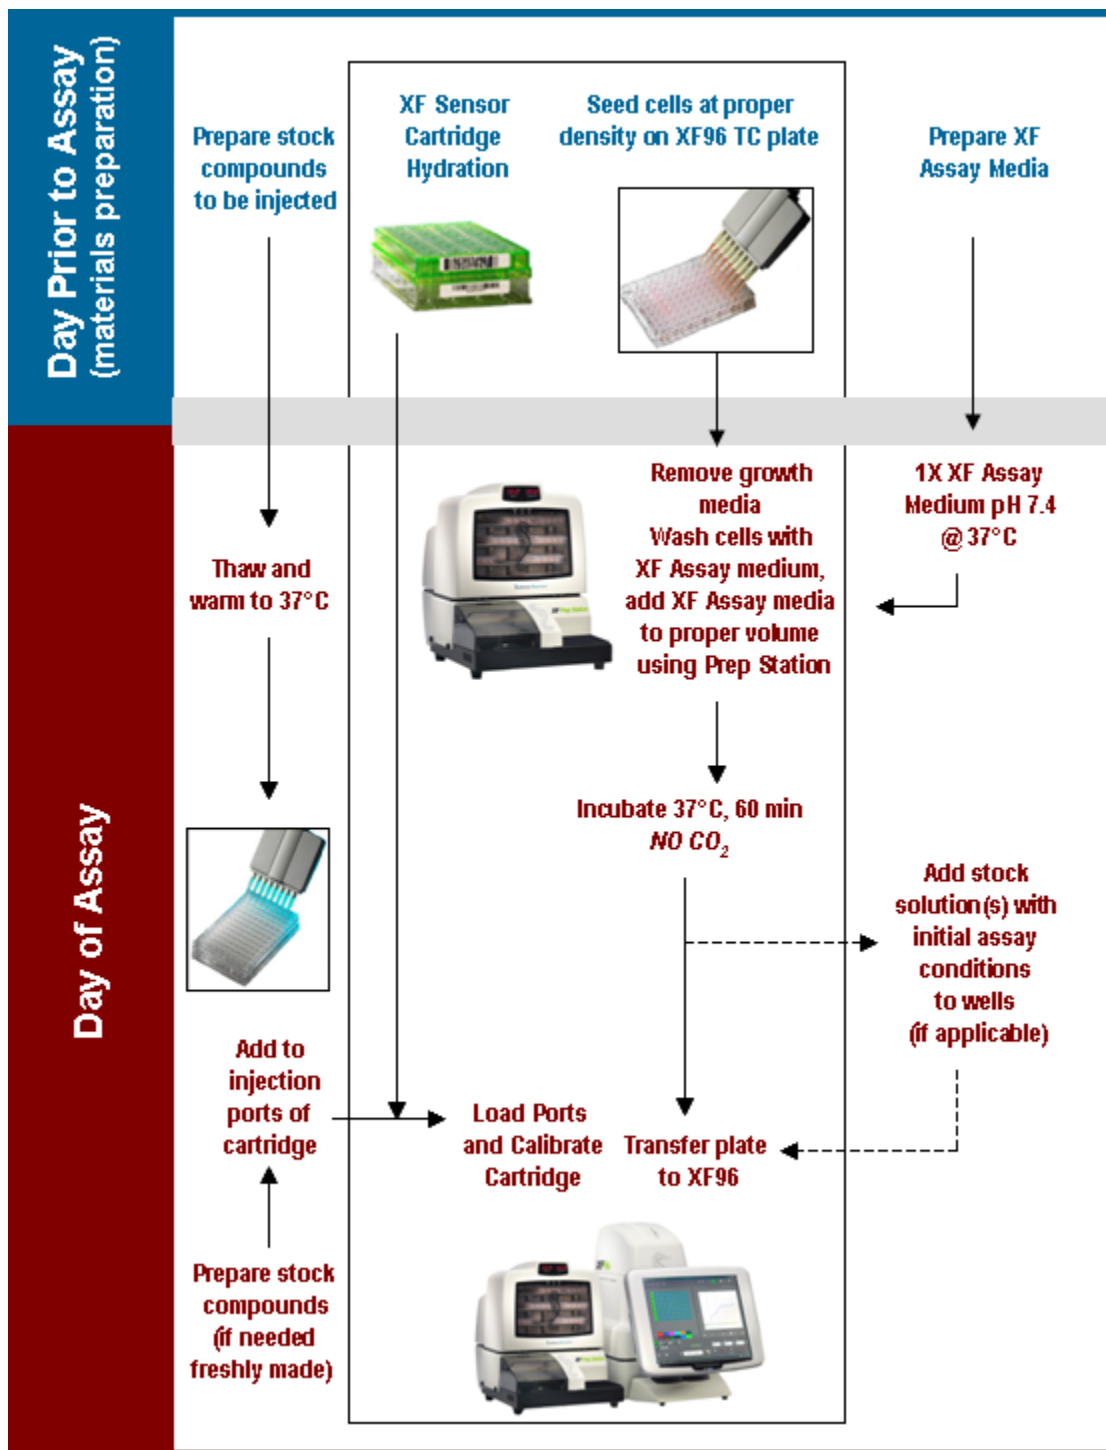 Day Prior to Assay
(materials preparation)
Prepare stock
compounds
to be injected
XF Sensor
Cartridge
Hydration
Seed cells at proper
density on XF96 TC plate
Prepare XF
Assay Media
Day of Assay
Thaw and
warm to 37°C
Remove growth
media
Wash cells with
XF Assay medium,
add XF Assay media
to proper volume
using Prep Station
1X XF Assay
Medium pH 7.4
@ 37°C
Incubate 37°C, 60 min
NO CO₂
Add stock
solution(s) with
initial assay
conditions
to wells
(if applicable)
Add to
injection
ports of
cartridge
Load Ports
and Calibrate
Cartridge
Transfer plate
to XF96
Prepare stock
compounds
(if needed
freshly made)